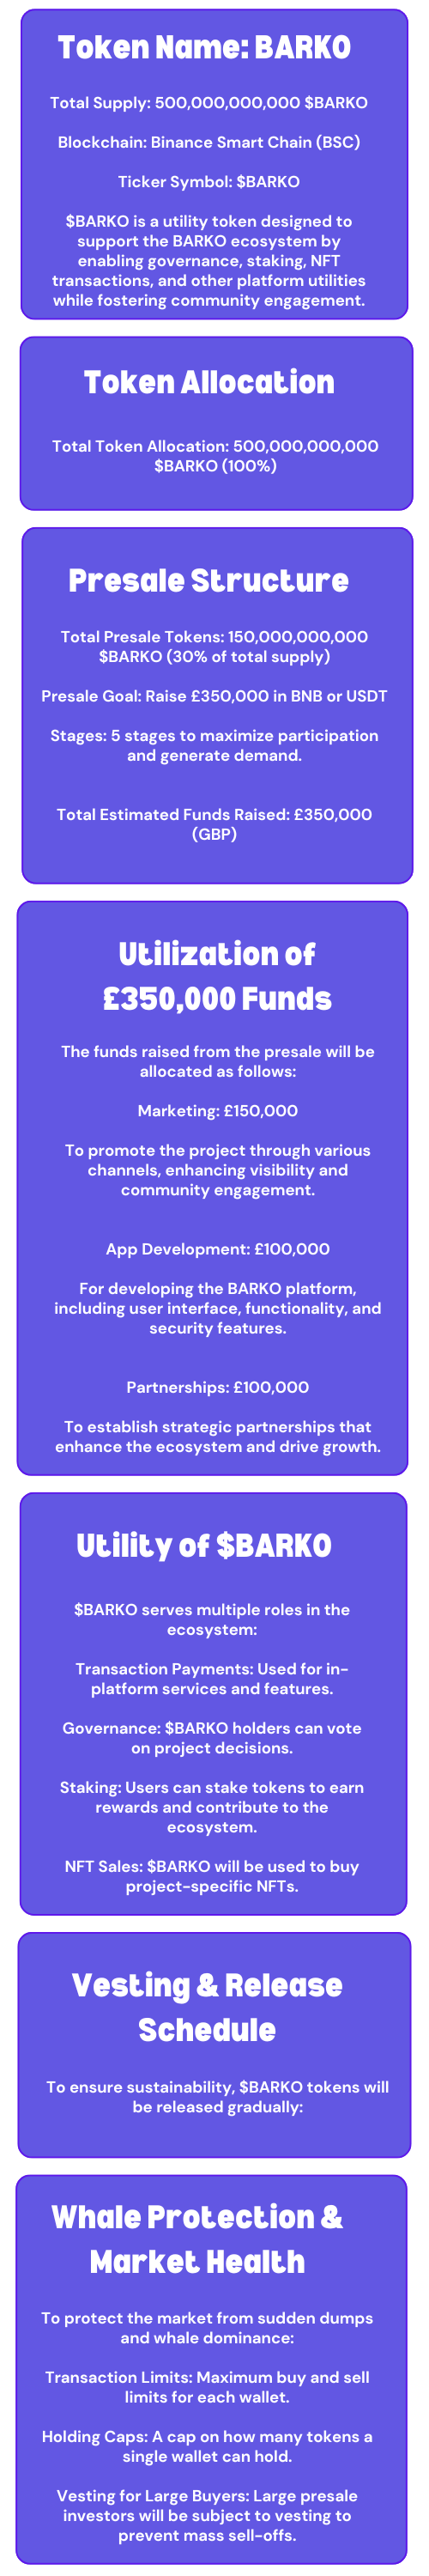 Token Name: BARKO
Total Supply: 500,000,000,000 $BARKO
Blockchain: Binance Smart Chain (BSC)
Ticker Symbol: $BARKO
$BARKO is a utility token designed to
support the BARKO ecosystem by
enabling governance, staking, NFT
transactions, and other platform utilities
while fostering community engagement.
Token Allocation
Total Token Allocation: 500,000,000,000
$BARKO (100%)
Presale Structure
Total Presale Tokens: 150,000,000,000
$BARKO (30% of total supply)
Presale Goal: Raise £350,000 in BNB or USDT
Stages: 5 stages to maximize participation
and generate demand.
Total Estimated Funds Raised: £350,000
(GBP)
Utilization of
£350,000 Funds
The funds raised from the presale will be
allocated as follows:
Marketing: £150,000
To promote the project through various
channels, enhancing visibility and
community engagement.
App Development: £100,000
For developing the BARKO platform,
including user interface, functionality, and
security features.
Partnerships: £100,000
To establish strategic partnerships that
enhance the ecosystem and drive growth.
Utility of $BARKO
$BARKO serves multiple roles in the
ecosystem:
Transaction Payments: Used for in-
platform services and features.
Governance: $BARKO holders can vote
on project decisions.
Staking: Users can stake tokens to earn
rewards and contribute to the
ecosystem.
NFT Sales: $BARKO will be used to buy
project-specific NFTs.
Vesting & Release
Schedule
To ensure sustainability, $BARKO tokens will
be released gradually:
Whale Protection &
Market Health
To protect the market from sudden dumps
and whale dominance:
Transaction Limits: Maximum buy and sell
limits for each wallet.
Holding Caps: A cap on how many tokens a
single wallet can hold.
Vesting for Large Buyers: Large presale
investors will be subject to vesting to
prevent mass sell-offs.